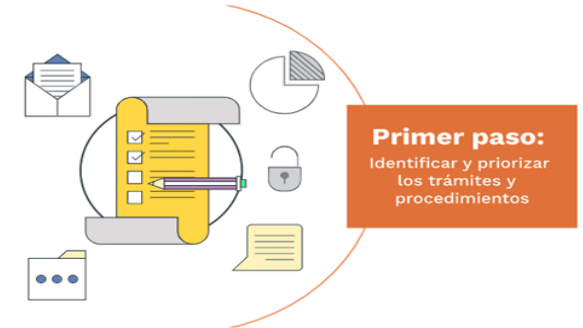 Primer paso:
Identificar y priorizar
los trámites y
procedimientos